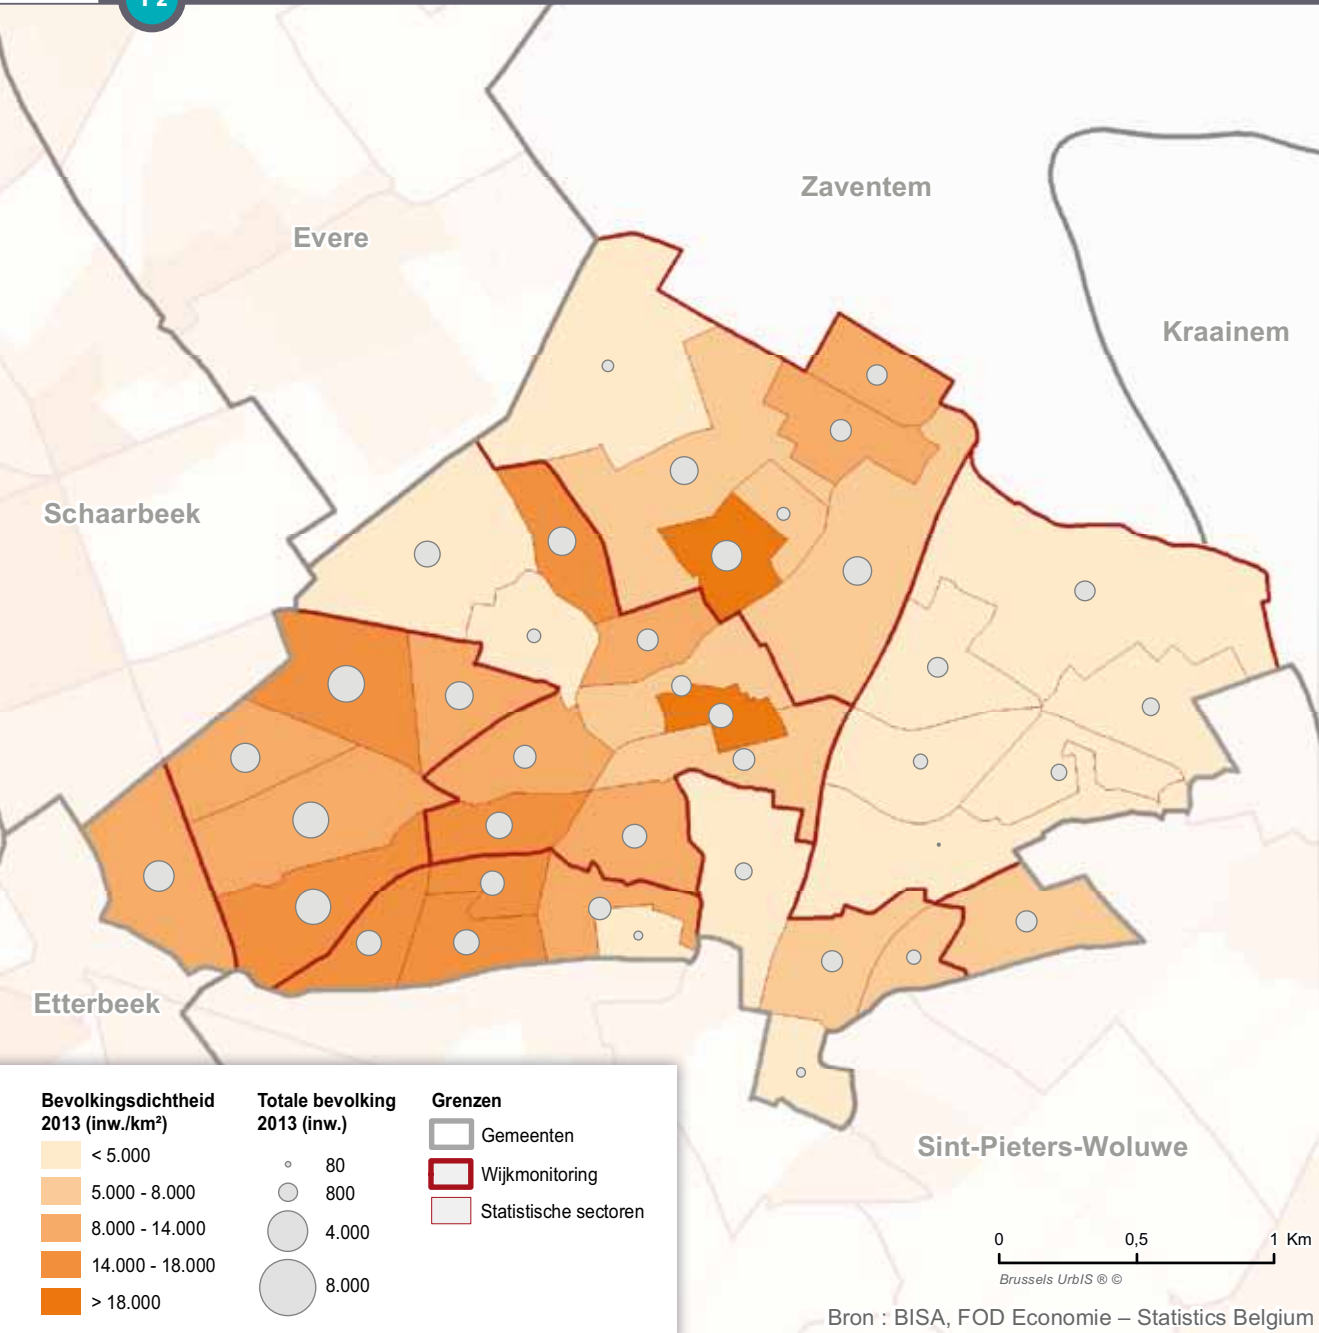 Zaventem
Evere
Kraainem
Schaarbeek
Etterbeek
Sint-Pieters-Woluwe
Bevolkingsdichtheid
2013 (inw./km²)
< 5.000
5.000 - 8.000
8.000 - 14.000
14.000 - 18.000
> 18.000
Totale bevolking
2013 (inw.)
80
800
4.000
8.000
Grenzen
Gemeenten
Wijkmonitoring
Statistische sectoren
0 0,5 1 Km
Brussels UrbIS ® ©
Bron : BISA, FOD Economie – Statistics Belgium